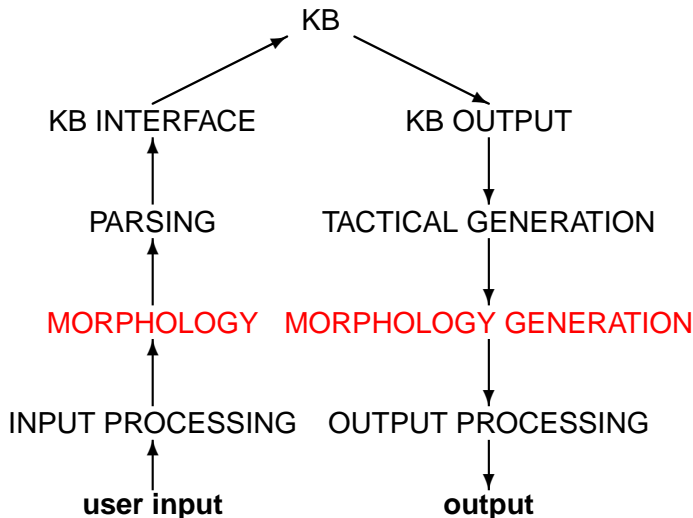 KB
KB INTERFACE KB OUTPUT
PARSING TACTICAL GENERATION
MORPHOLOGY MORPHOLOGY GENERATION
INPUT PROCESSING OUTPUT PROCESSING
user input output